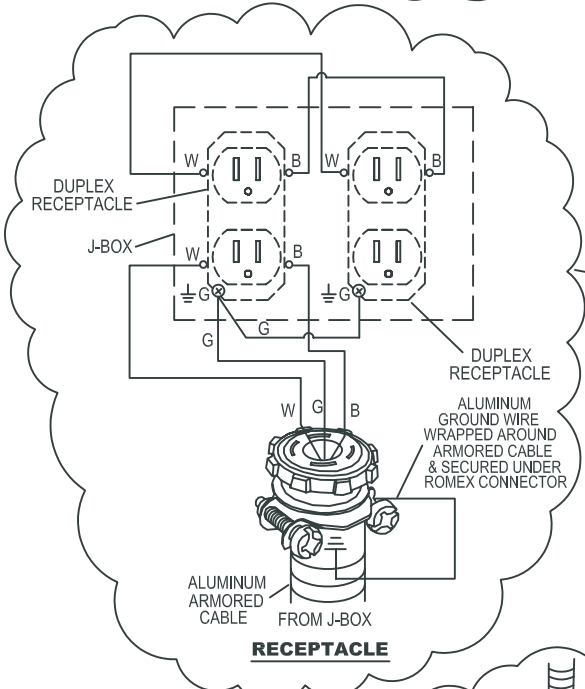 W
B
W
B
DUPLEX
RECEPTACLE
J-BOX
W
B
G
G
G
G
DUPLEX
RECEPTACLE
W
G
B
ALUMINUM
GROUND WIRE
WRAPPED AROUND
ARMORED CABLE
& SECURED UNDER
ROMEX CONNECTOR
ALUMINUM
ARMORED
CABLE
FROM J-BOX
RECEPTACLE